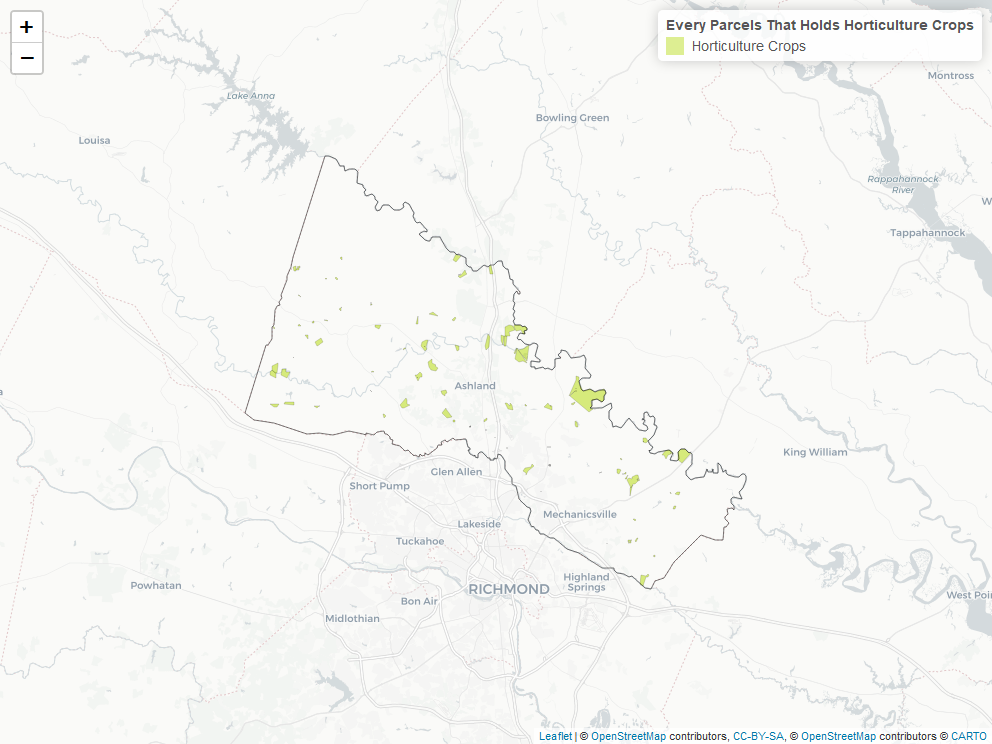 +
−
Every Parcels That Holds Horticulture Crops
Horticulture Crops
Montross
Lake Anna
Bowling Green
Louisa
Rappahannock
River
Tappahannock
Ashland
King William
Glen Allen
Short Pump
Mechanicsville
Lakeside
Tuckahoe
Highland
Springs
Powhatan
RICHMOND
West Poi
Bon Air
Midlothian
Leaflet | © OpenStreetMap contributors, CC-BY-SA, © OpenStreetMap contributors © CARTO